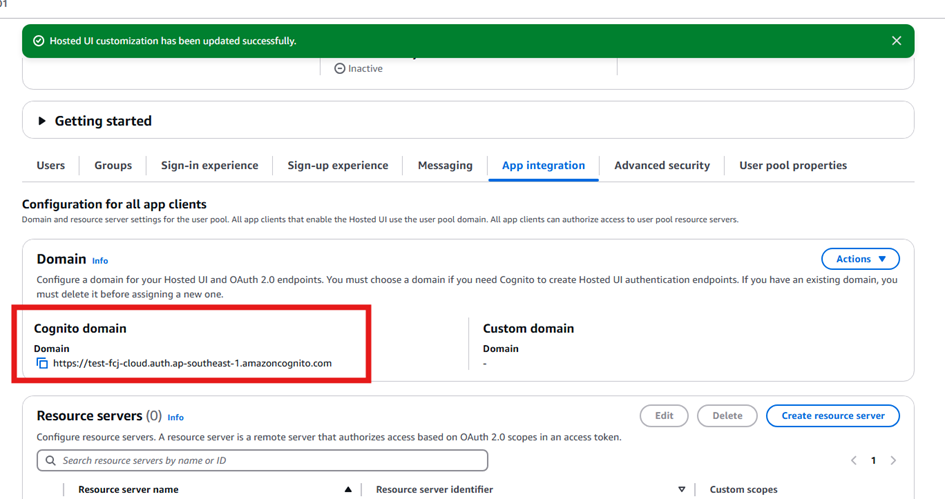 01
Hosted UI customization has been updated successfully.
Inactive
Getting started
Users
Groups
Sign-in experience
Sign-up experience
Messaging
App integration
Advanced security
User pool properties
Configuration for all app clients
Domain and resource server settings for the user pool. All app clients that enable the Hosted UI use the user pool domain. All app clients can authorize access to user pool resource servers.
Domain Info
Actions
Configure a domain for your Hosted UI and OAuth 2.0 endpoints. You must choose a domain if you need Cognito to create Hosted UI authentication endpoints. If you have an existing domain, you
must delete it before assigning a new one.
Cognito domain
Domain
https://test-fcj-cloud.auth.ap-southeast-1.amazoncognito.com
Custom domain
Domain
-
Resource servers (0) Info
Edit
Delete
Create resource server
Configure resource servers. A resource server is a remote server that authorizes access based on OAuth 2.0 scopes in an access token.
Search resource servers by name or ID
1
Resource server name
Resource server identifier
Custom scopes